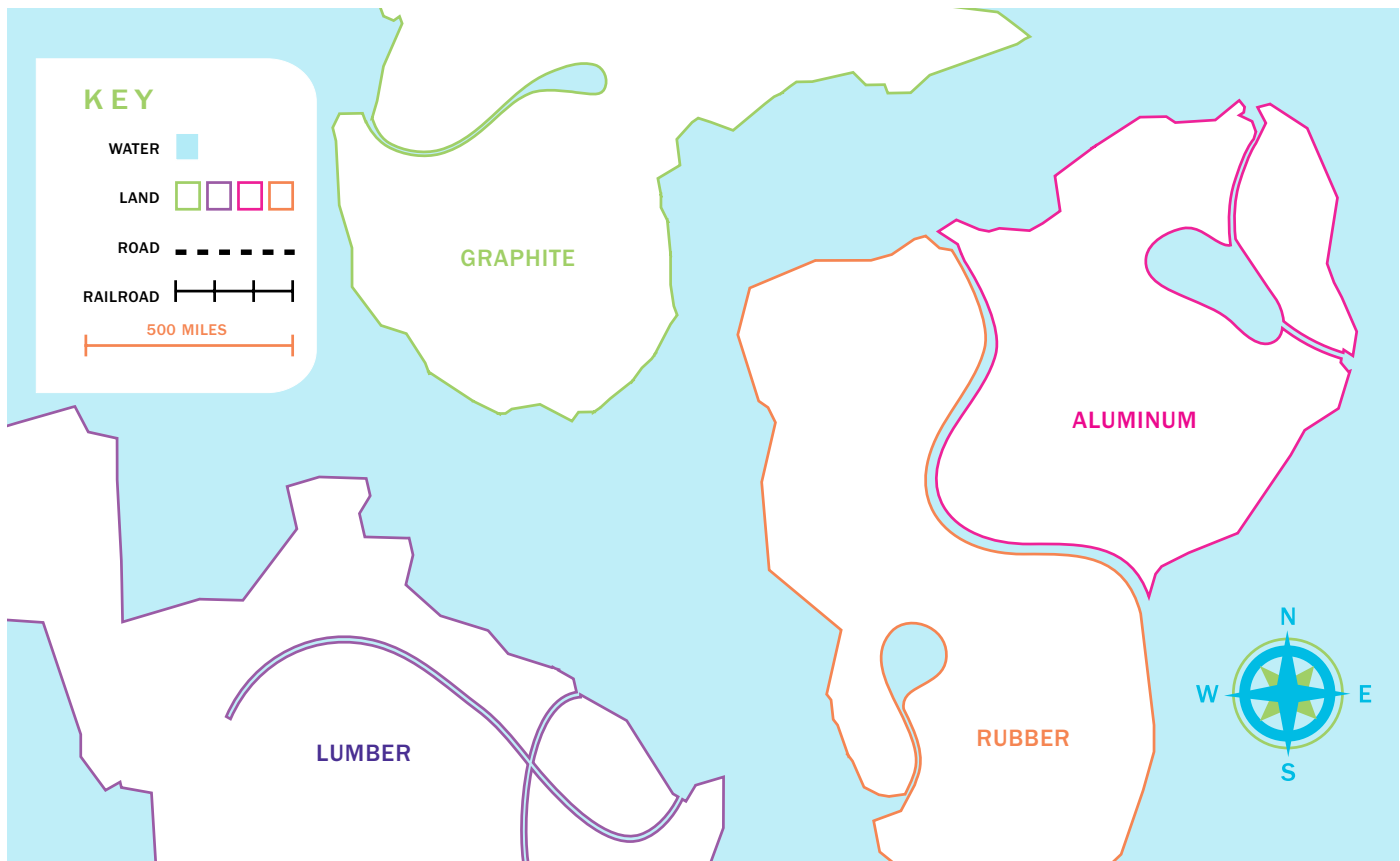 KEY
WATER
LAND
ROAD
RAILROAD
500 MILES
GRAPHITE
ALUMINUM
LUMBER
RUBBER
N
W
E
S